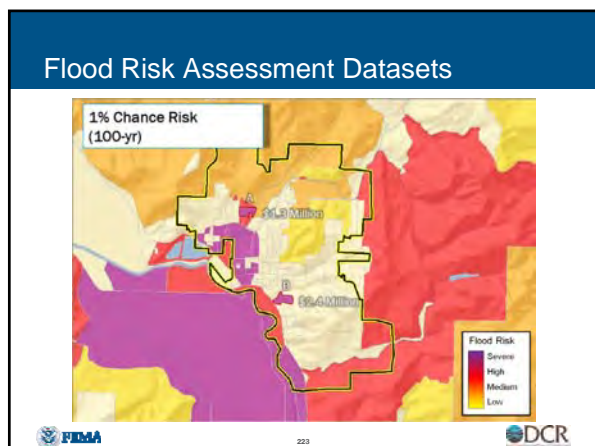 Flood Risk Assessment Datasets
1% Chance Risk
(100-yr)
A
$1.3 Million
B
$2.4 Million
Flood Risk
Severe
High
Medium
Low
FEMA
223
DCR